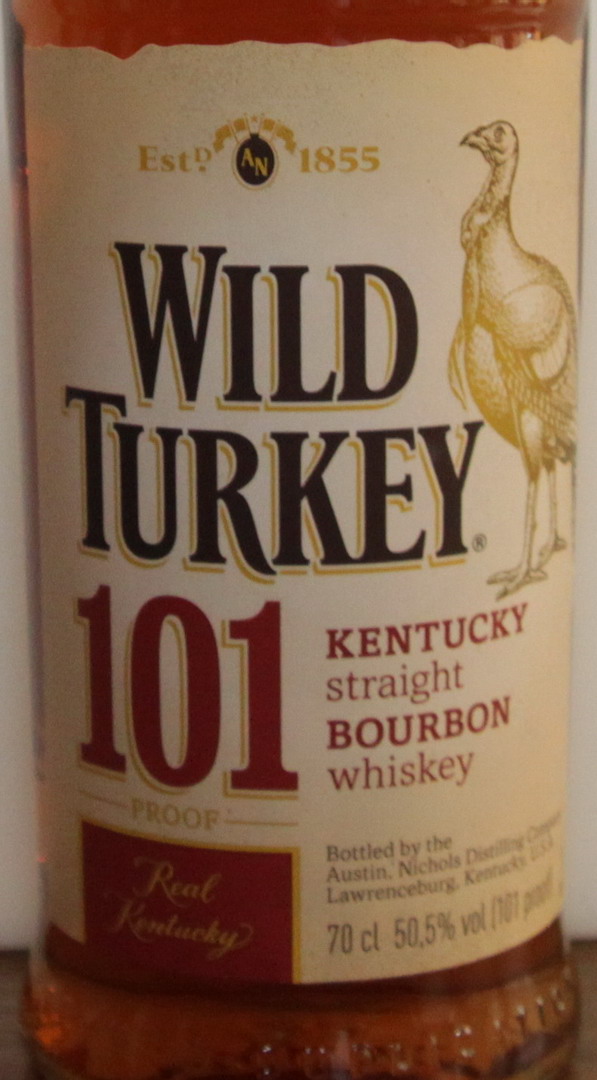 Estᴰ. AN 1855
WILD
TURKEY®
101
PROOF
KENTUCKY
straight
BOURBON
whiskey
Real
Kentucky
Bottled by the
Austin, Nichols Distilling Company
Lawrenceburg, Kentucky, U.S.A.
70 cl 50,5% vol (101 proof)